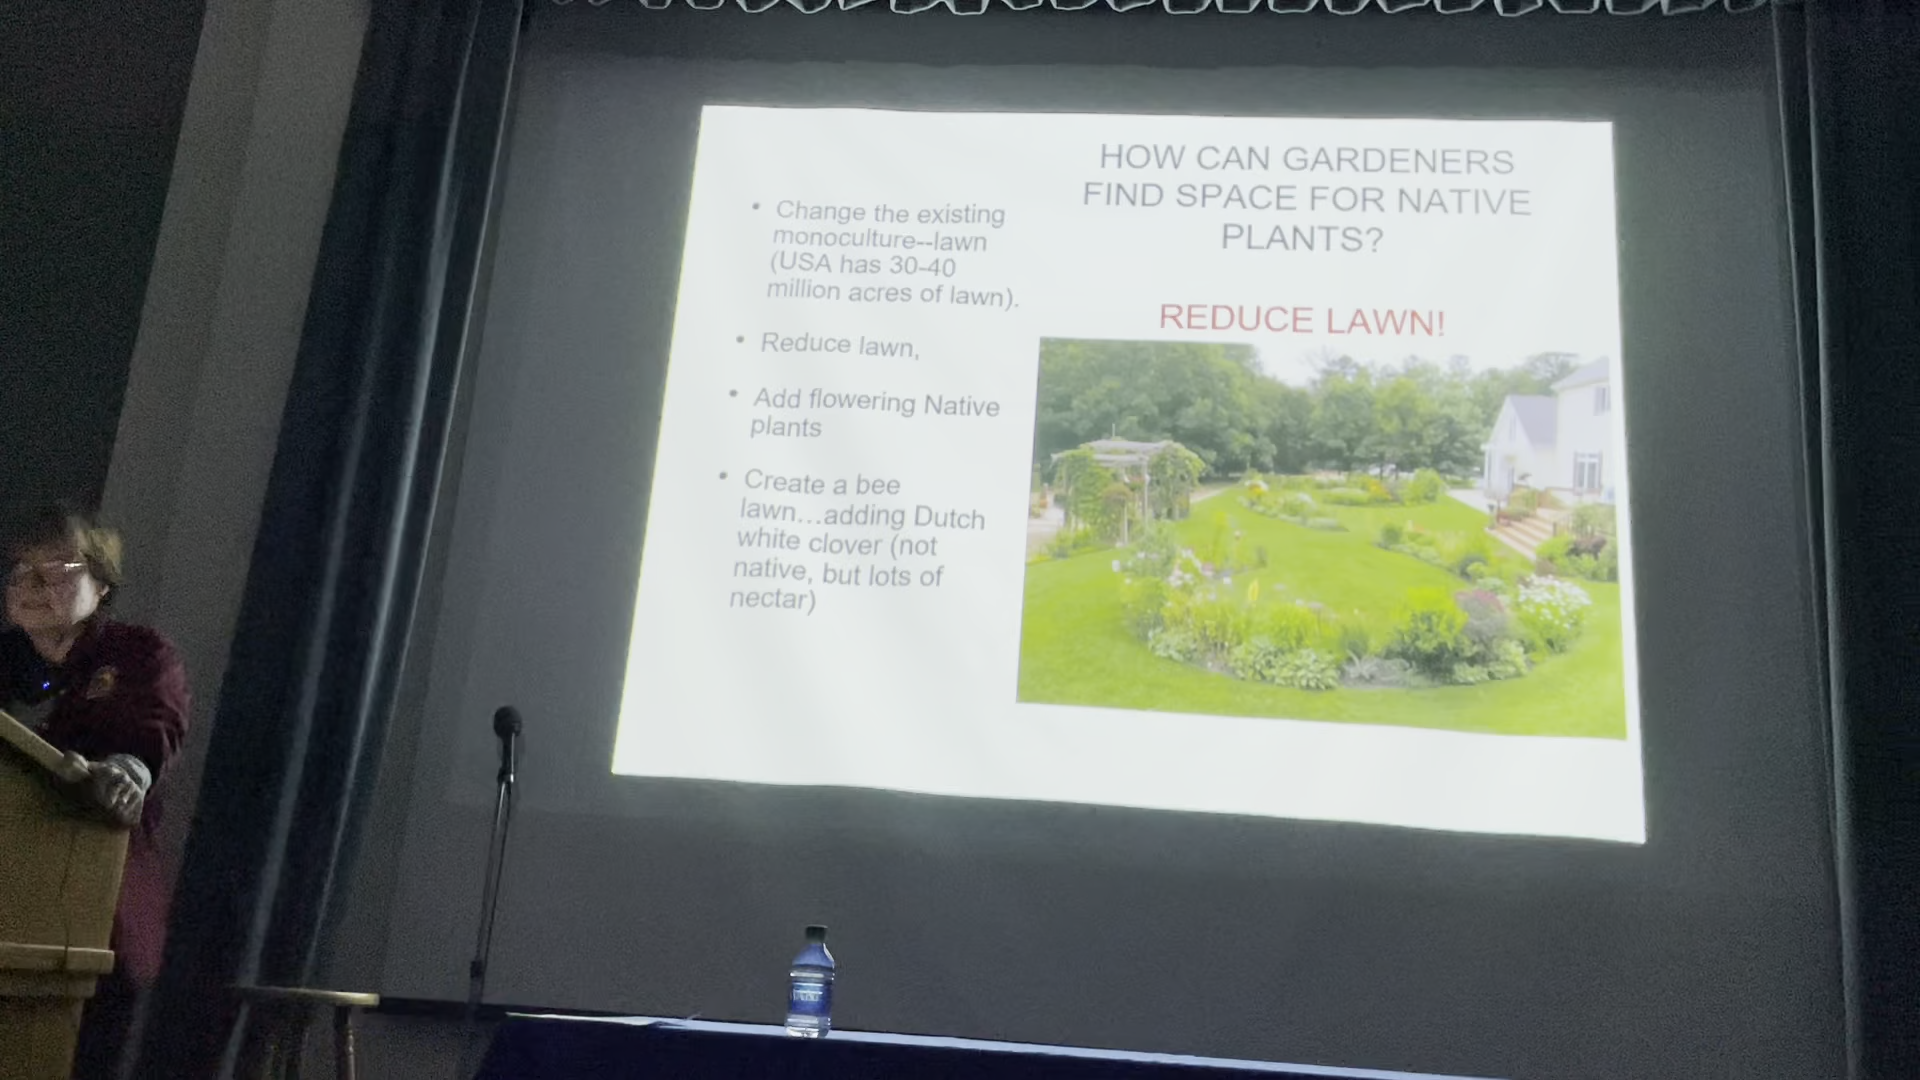 HOW CAN GARDENERS
FIND SPACE FOR NATIVE
PLANTS?
REDUCE LAWN!
• Change the existing
monoculture--lawn
(USA has 30-40
million acres of lawn).
• Reduce lawn,
• Add flowering Native
plants
• Create a bee
lawn...adding Dutch
white clover (not
native, but lots of
nectar)